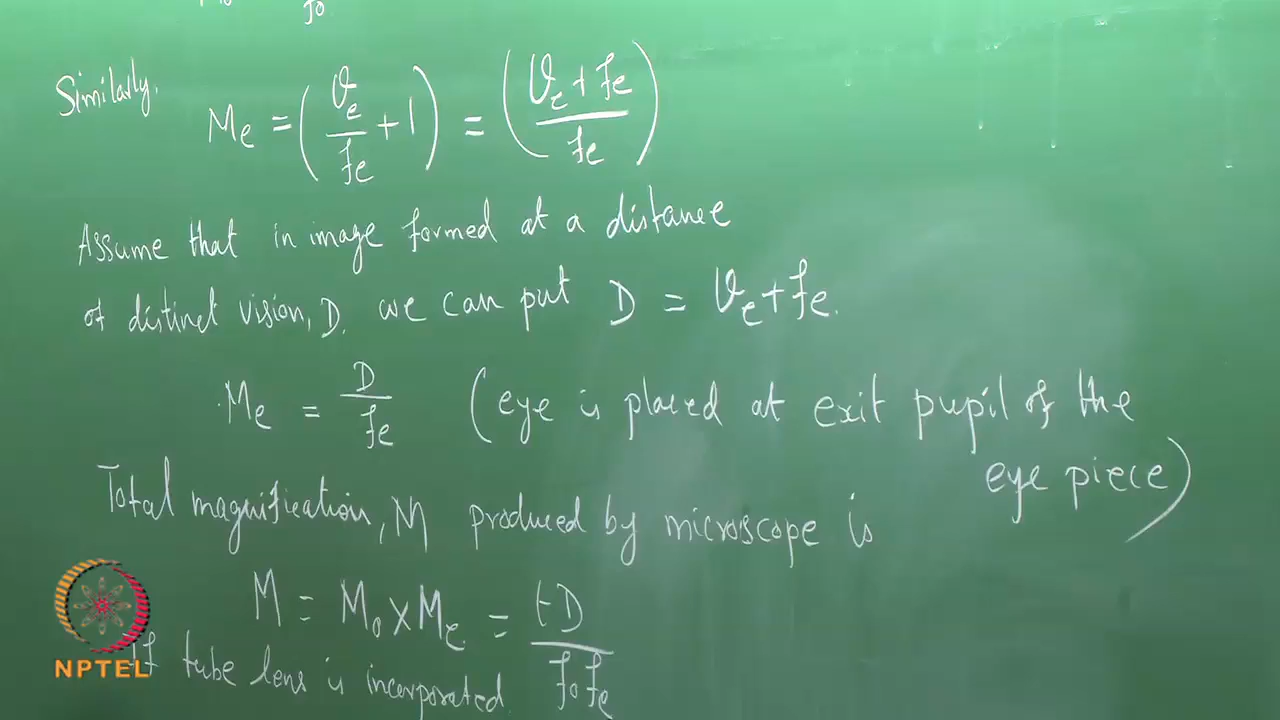 fo
Similarly.
Me = (ve/fe + 1) = (ve + fe / fe)
Assume that in image formed at a distance
of distinct vision, D. we can put D = ve + fe.
Me = D/fe (eye is placed at exit pupil of the
eye piece)
Total magnification, M produced by microscope is
M = Mo x Me = tD / fofe
If tube lens is incorporated.
NPTEL